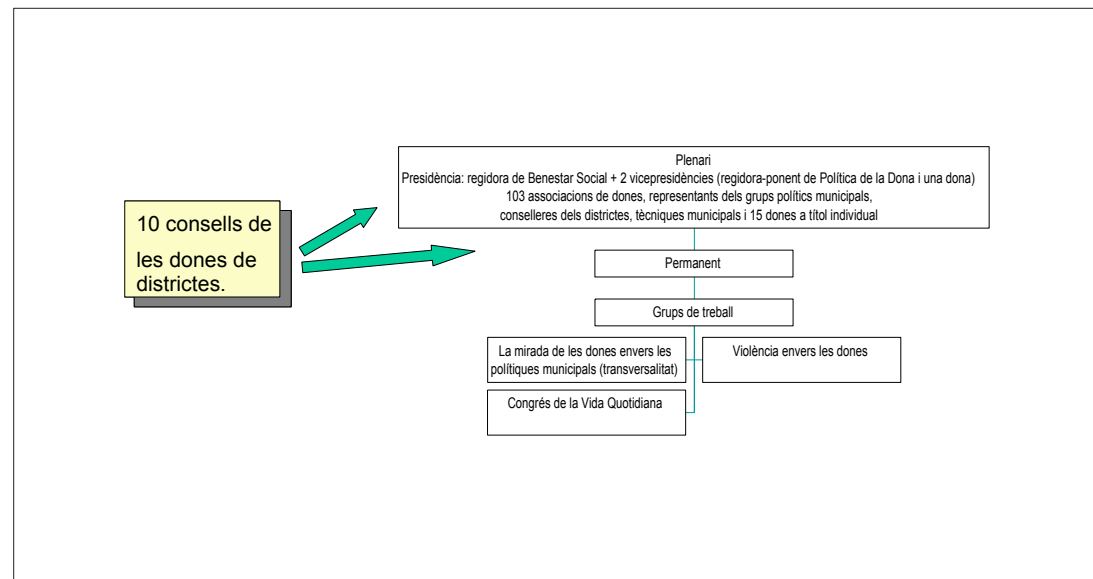 Plenari
Presidència: regidora de Benestar Social + 2 vicepresidències (regidora-ponent de Política de la Dona i una dona)
103 associacions de dones, representants dels grups polítics municipals,
conselleres dels districtes, tècniques municipals i 15 dones a títol individual
10 consells de
les dones de
districtes.
Permanent
Grups de treball
La mirada de les dones envers les
polítiques municipals (transversalitat)
Violència envers les dones
Congrés de la Vida Quotidiana